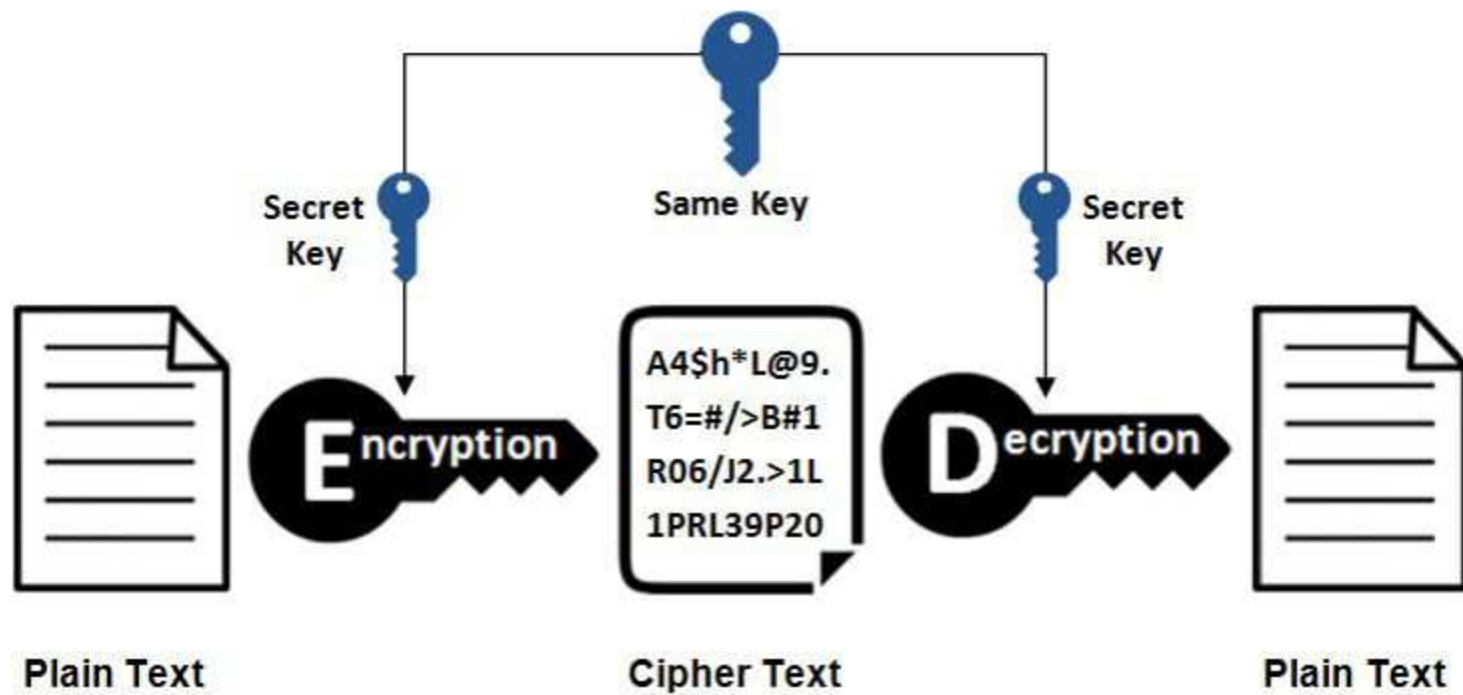 Same Key
Secret
Key
Secret
Key
Encryption
A4$h*L@9.
T6=#/>B#1
R06/J2.>1L
1PRL39P20
Decryption
Plain Text
Cipher Text
Plain Text